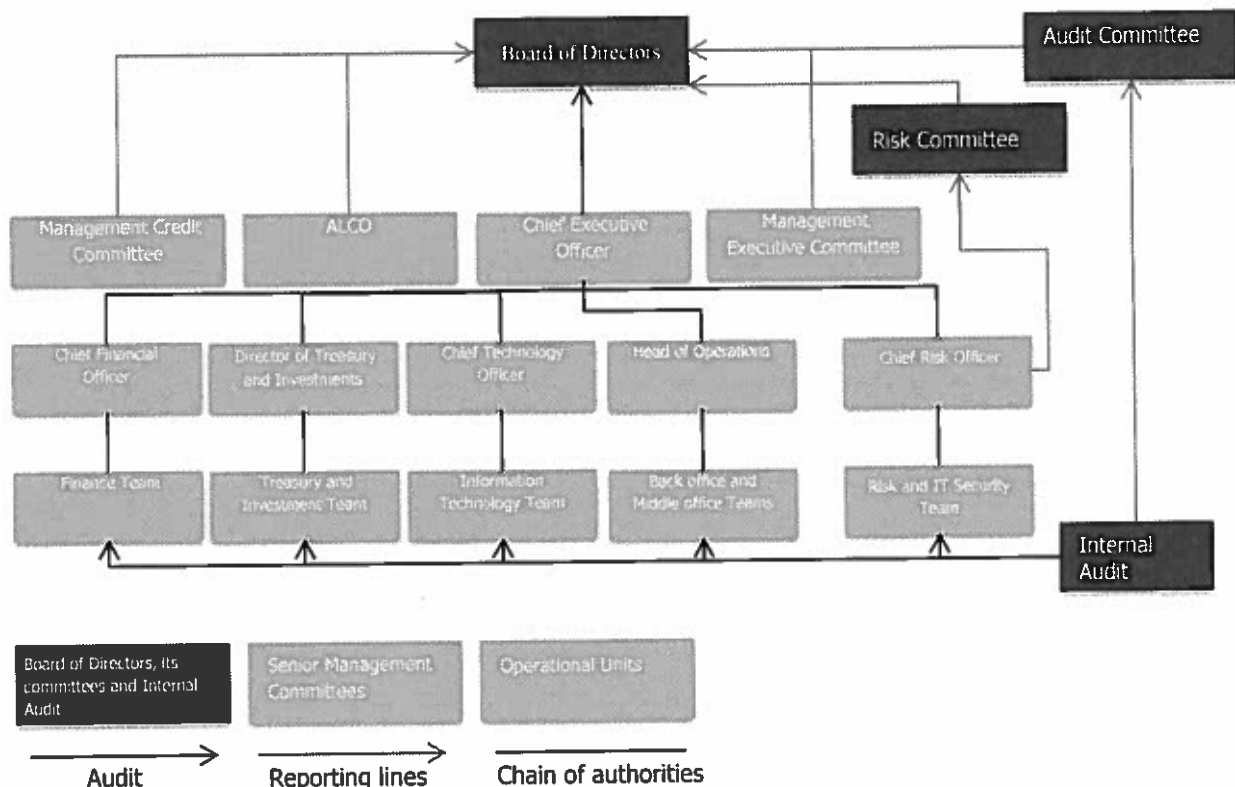 Board of Directors
Audit Committee
Risk Committee
Management Credit
Committee
ALCO
Chief Executive
Officer
Management
Executive Committee
Chief Financial
Officer
Director of Treasury
and Investments
Chief Technology
Officer
Head of Operations
Chief Risk Officer
Finance Team
Treasury and
Investment Team
Information
Technology Team
Back office and
Middle office Teams
Risk and IT Security
Team
Internal
Audit
Board of Directors, its
committees and Internal
Audit
Senior Management
Committees
Operational Units
Audit
Reporting lines
Chain of authorities